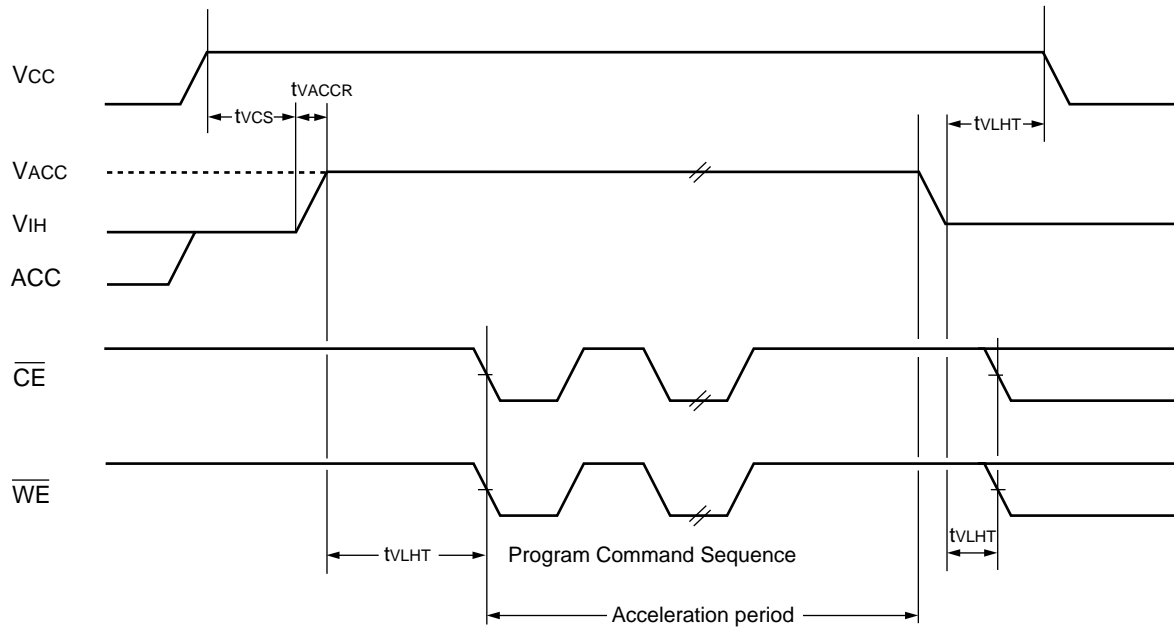 VCC
tVACCR
tVCS
tVLHT
VACC
VIH
ACC
CE
WE
tVLHT
Program Command Sequence
tVLHT
Acceleration period